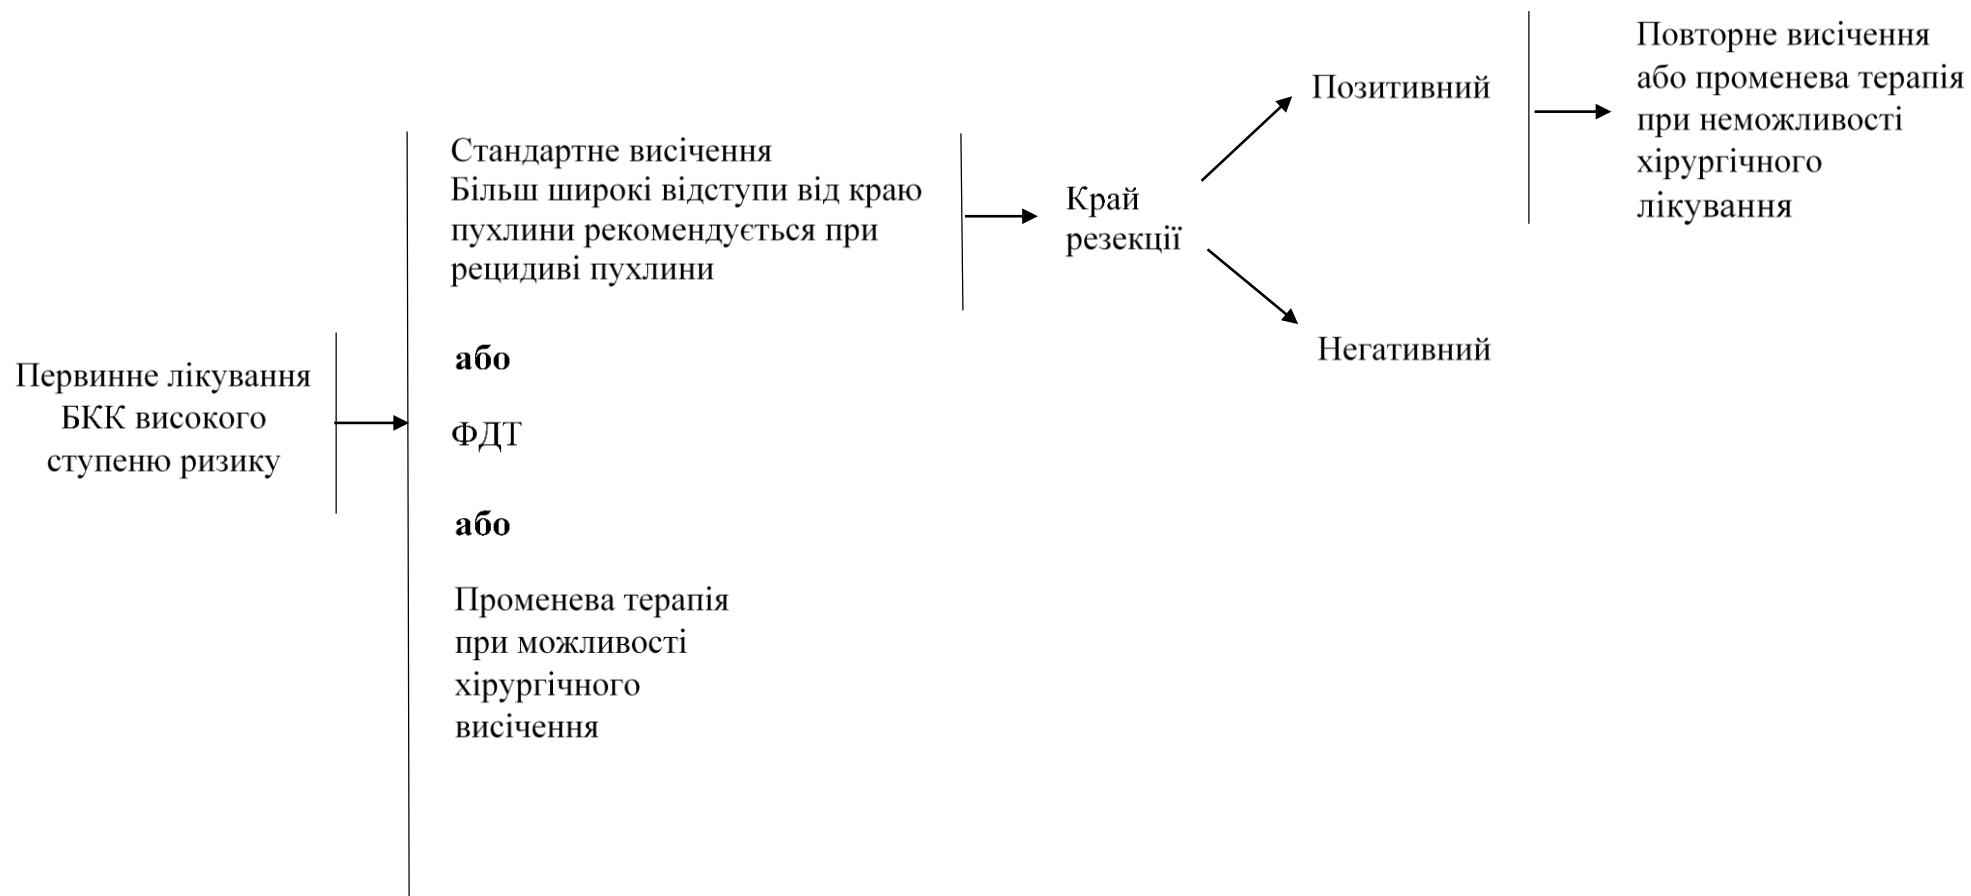 Первинне лікування
БКК високого
ступеню ризику
Стандартне висічення
Більш широкі відступи від краю
пухлини рекомендується при
рецидиві пухлини
або
ФДТ
або
Променева терапія
при можливості
хірургічного
висічення
Край
резекції
Позитивний
Негативний
Повторне висічення
або променева терапія
при неможливості
хірургічного
лікування